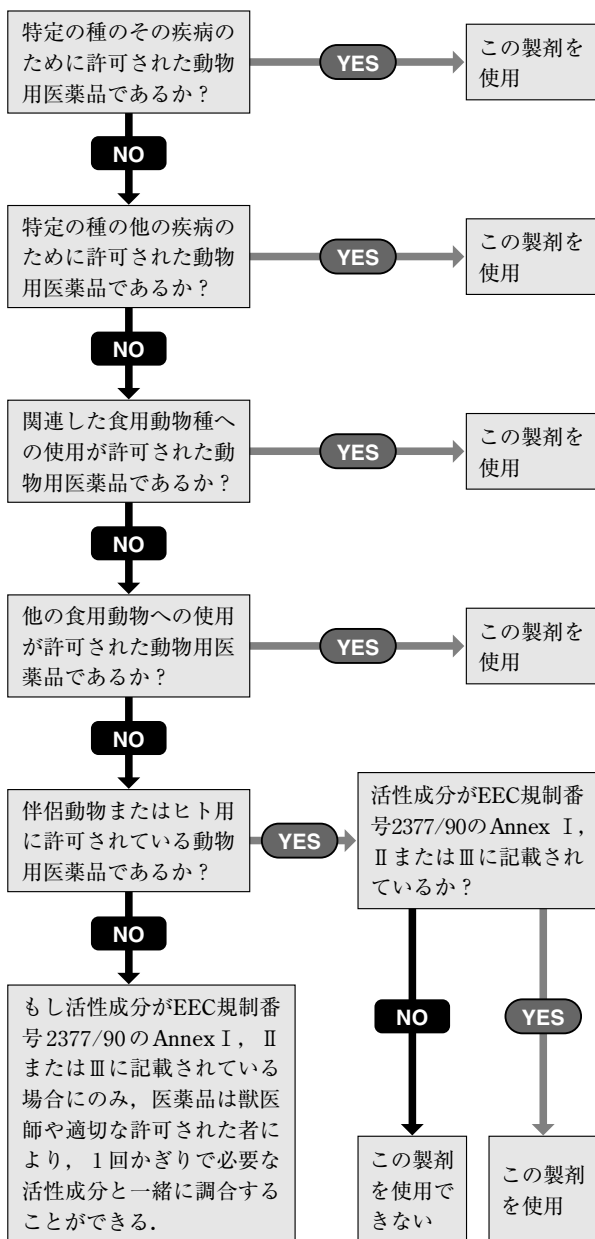 特定の種のその疾病の
ために許可された動物
用医薬品であるか？
YES
この製剤を
使用
NO
特定の種の他の疾病の
ために許可された動物
用医薬品であるか？
YES
この製剤を
使用
NO
関連した食用動物種へ
の使用が許可された動
物用医薬品であるか？
YES
この製剤を
使用
NO
他の食用動物への使用
が許可された動物用医
薬品であるか？
YES
この製剤を
使用
NO
伴侶動物またはヒト用
に許可されている動物
用医薬品であるか？
YES
活性成分がEEC規制番
号2377/90のAnnex Ⅰ，
ⅡまたはⅢに記載され
ているか？
NO
もし活性成分がEEC規制番
号2377/90のAnnexⅠ，Ⅱ
またはⅢに記載されている
場合にのみ，医薬品は獣医
師や適切な許可された者に
より，１回かぎりで必要な
活性成分と一緒に調合する
ことができる．
NO
この製剤
を使用で
きない
YES
この製剤
を使用